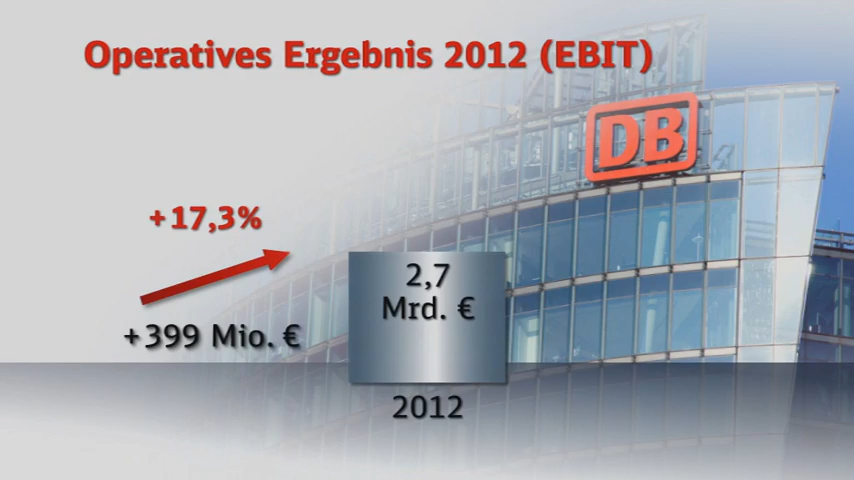 Operatives Ergebnis 2012 (EBIT)
DB
+17,3%
2,7
Mrd. €
+399 Mio. €
2012